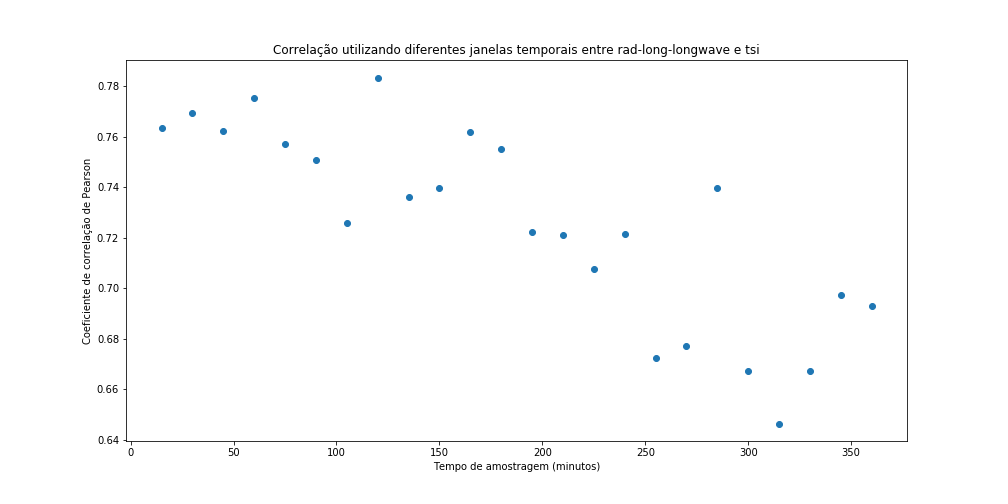 Correlação utilizando diferentes janelas temporais entre rad-long-longwave e tsi
Coeficiente de correlação de Pearson
0.78
0.76
0.74
0.72
0.70
0.68
0.66
0.64
0 50 100 150 200 250 300 350
Tempo de amostragem (minutos)